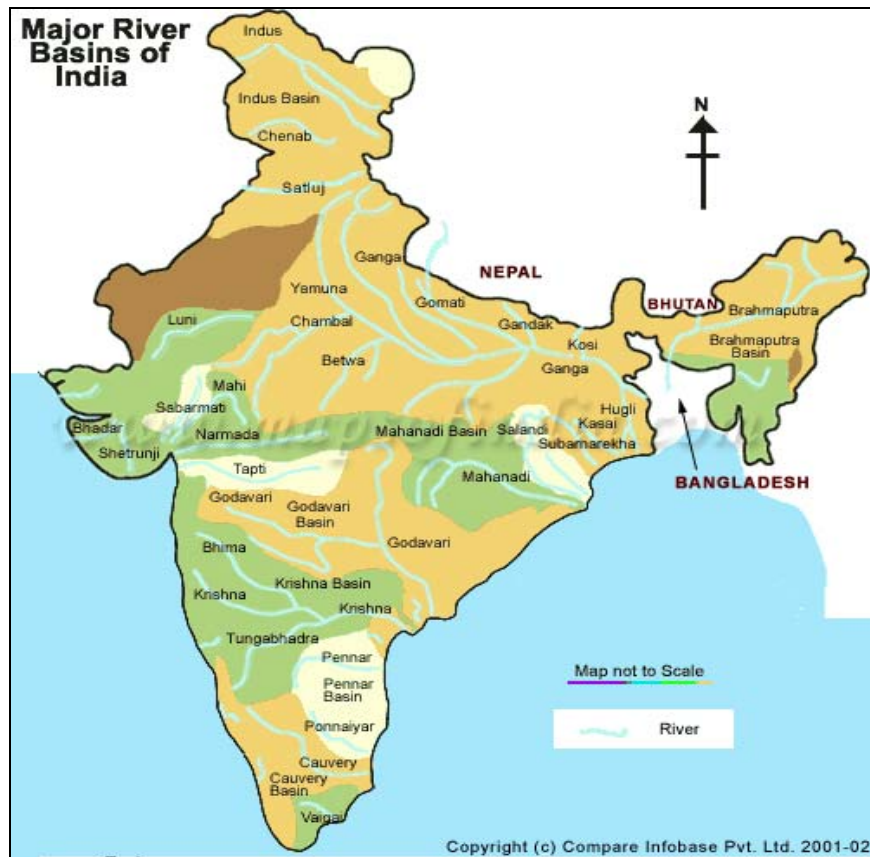 Major River
Basins of
India
Indus
Indus Basin
Chenab
Satluj
N
Ganga
NEPAL
Yamuna
Gomati
BHUTAN
Brahmaputra
Luni
Chambal
Gandak
Kosi
Brahmaputra
Basin
Betwa
Ganga
Mahi
Sabarmati
Hugli
Bhadar
Narmada
Mahanadi Basin
Salandi
Kasai
Subamarekha
Shetrunji
Tapti
Mahanadi
BANGLADESH
Godavari
Godavari
Basin
Godavari
Bhima
Krishna Basin
Krishna
Krishna
Tungabhadra
Pennar
Map not to Scale
Pennar
Basin
Ponnaiyar
River
Cauvery
Cauvery
Basin
Vaigai
Copyright (c) Compare Infobase Pvt. Ltd. 2001-02